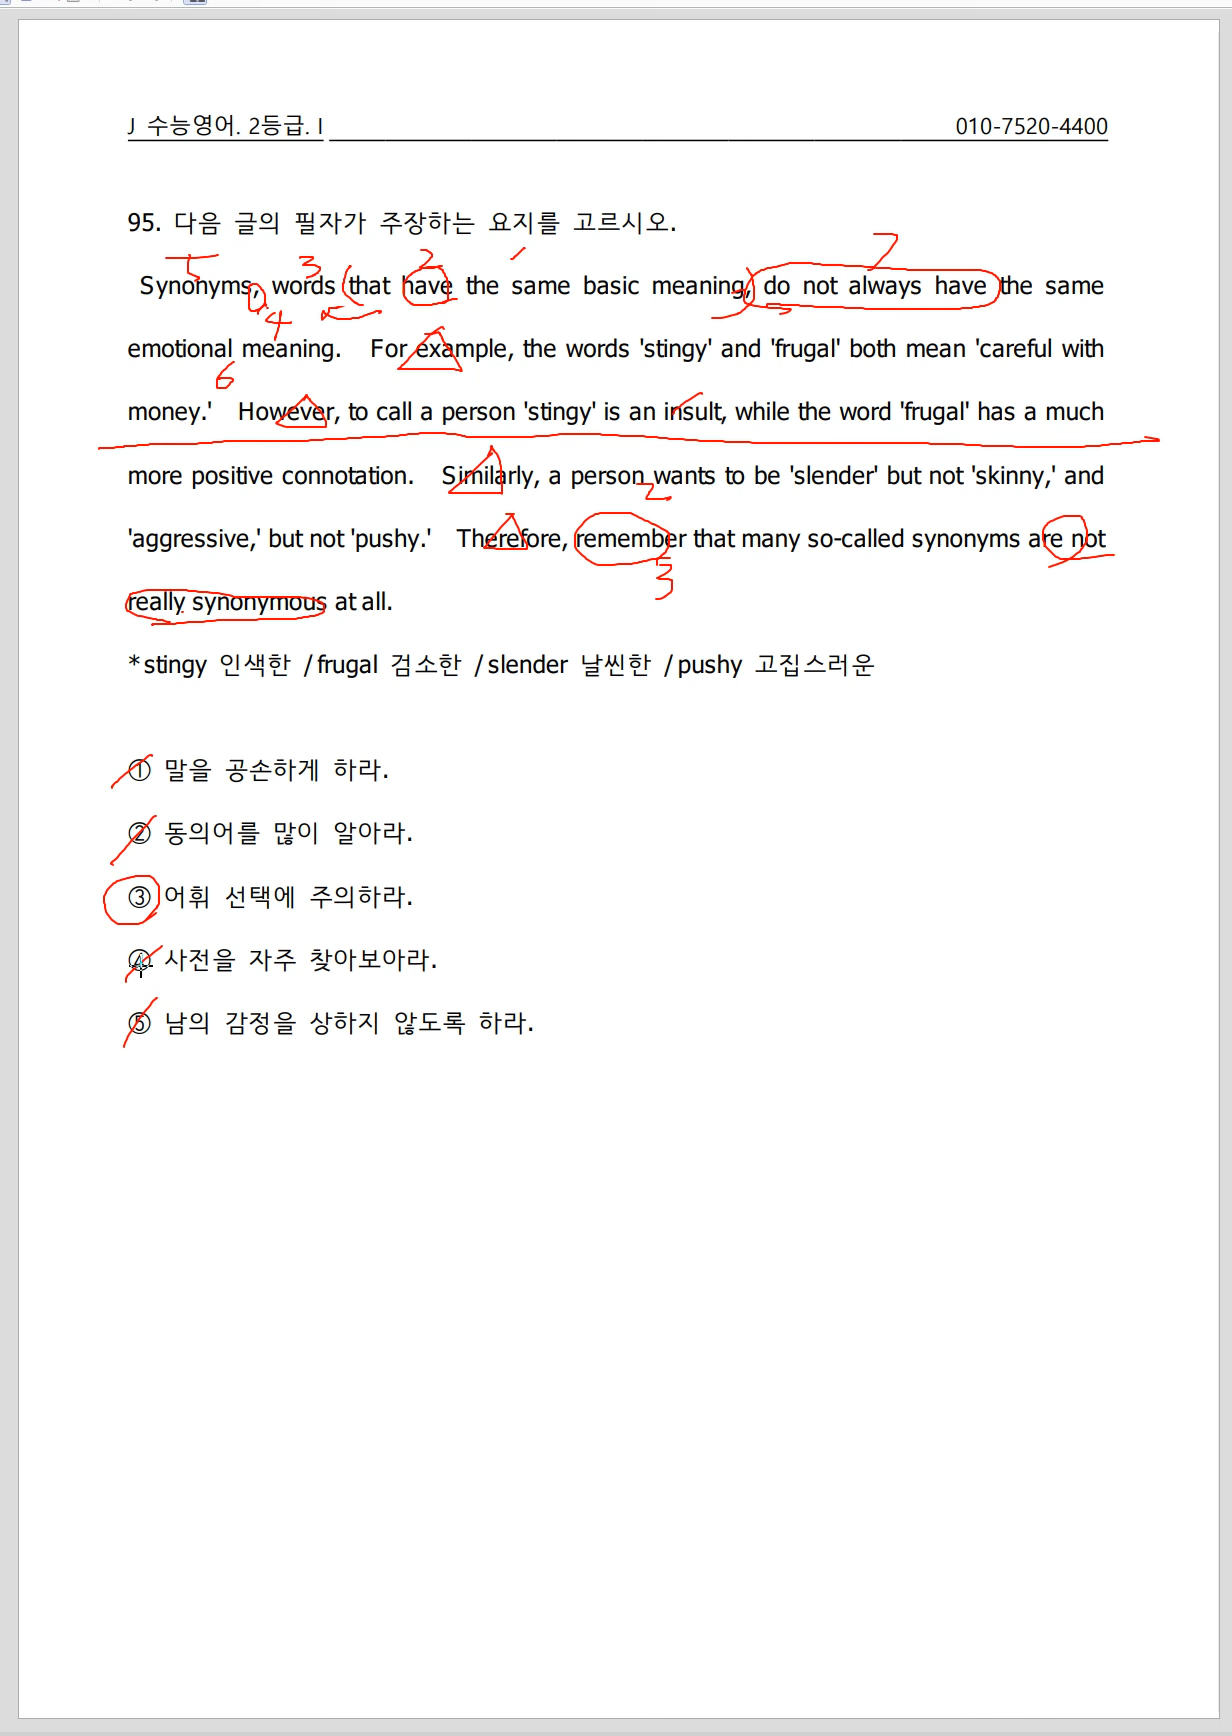 J 수능영어. 2등급. I 010-7520-4400
95. 다음 글의 필자가 주장하는 요지를 고르시오.
5 3 2 7
Synonyms, words that have the same basic meaning, do not always have the same
4
emotional meaning. For example, the words 'stingy' and 'frugal' both mean 'careful with
6
money.' However, to call a person 'stingy' is an insult, while the word 'frugal' has a much
more positive connotation. Similarly, a person wants to be 'slender' but not 'skinny,' and
2
'aggressive,' but not 'pushy.' Therefore, remember that many so-called synonyms are not
3
really synonymous at all.
*stingy 인색한 / frugal 검소한 / slender 날씬한 / pushy 고집스러운
① 말을 공손하게 하라.
② 동의어를 많이 알아라.
③ 어휘 선택에 주의하라.
④ 사전을 자주 찾아보아라.
⑤ 남의 감정을 상하지 않도록 하라.